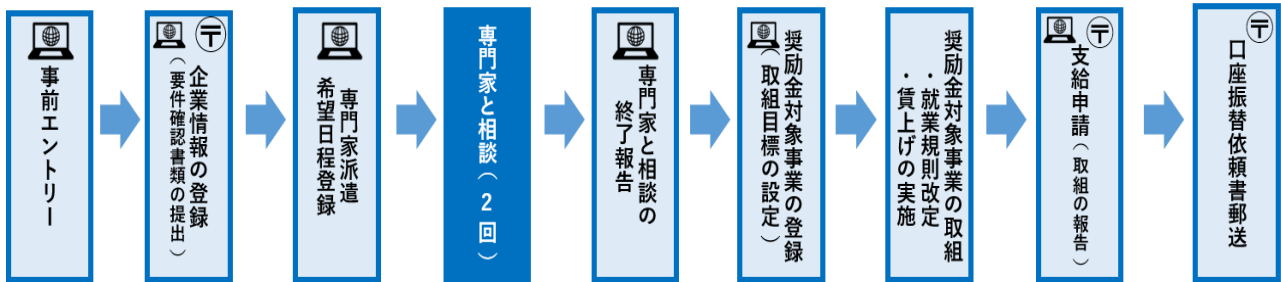 事前エントリー
〒
企業情報の登録
（要件確認書類の提出）
専門家派遣
希望日程登録
専門家と相談（２回）
専門家と相談の
終了報告
奨励金対象事業の登録
（取組目標の設定）
奨励金対象事業の取組
・就業規則改定
・賃上げの実施
〒
支給申請（取組の報告）
〒
口座振替依頼書郵送